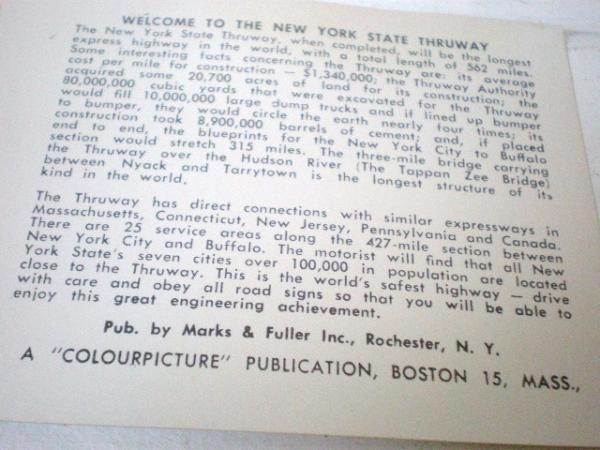 WELCOME TO THE NEW YORK STATE THRUWAY
The New York State Thruway, when completed, will be the longest
express highway in the world, with a total length of 562 miles.
Some interesting facts concerning the Thruway are: its average
cost per mile for construction — $1,340,000; the Thruway Authority
acquired some 20,700 acres of land for its construction; the
80,000,000 cubic yards that were excavated for the Thruway
would fill 10,000,000 large dump trucks and if lined up bumper
to bumper, they would circle the earth nearly four times; its
construction took 8,900,000 barrels of cement; and, if placed
end to end, the blueprints for the New York City to Buffalo
section would stretch 315 miles. The three-mile bridge carrying
the Thruway over the Hudson River (The Tappan Zee Bridge)
between Nyack and Tarrytown is the longest structure of its
kind in the world.
The Thruway has direct connections with similar expressways in
Massachusetts, Connecticut, New Jersey, Pennsylvania and Canada.
There are 25 service areas along the 427-mile section between
New York City and Buffalo. The motorist will find that all New
York State's seven cities over 100,000 in population are located
close to the Thruway. This is the world's safest highway — drive
with care and obey all road signs so that you will be able to
enjoy this great engineering achievement.
Pub. by Marks & Fuller Inc., Rochester, N. Y.
A "COLOURPICTURE" PUBLICATION, BOSTON 15, MASS.,